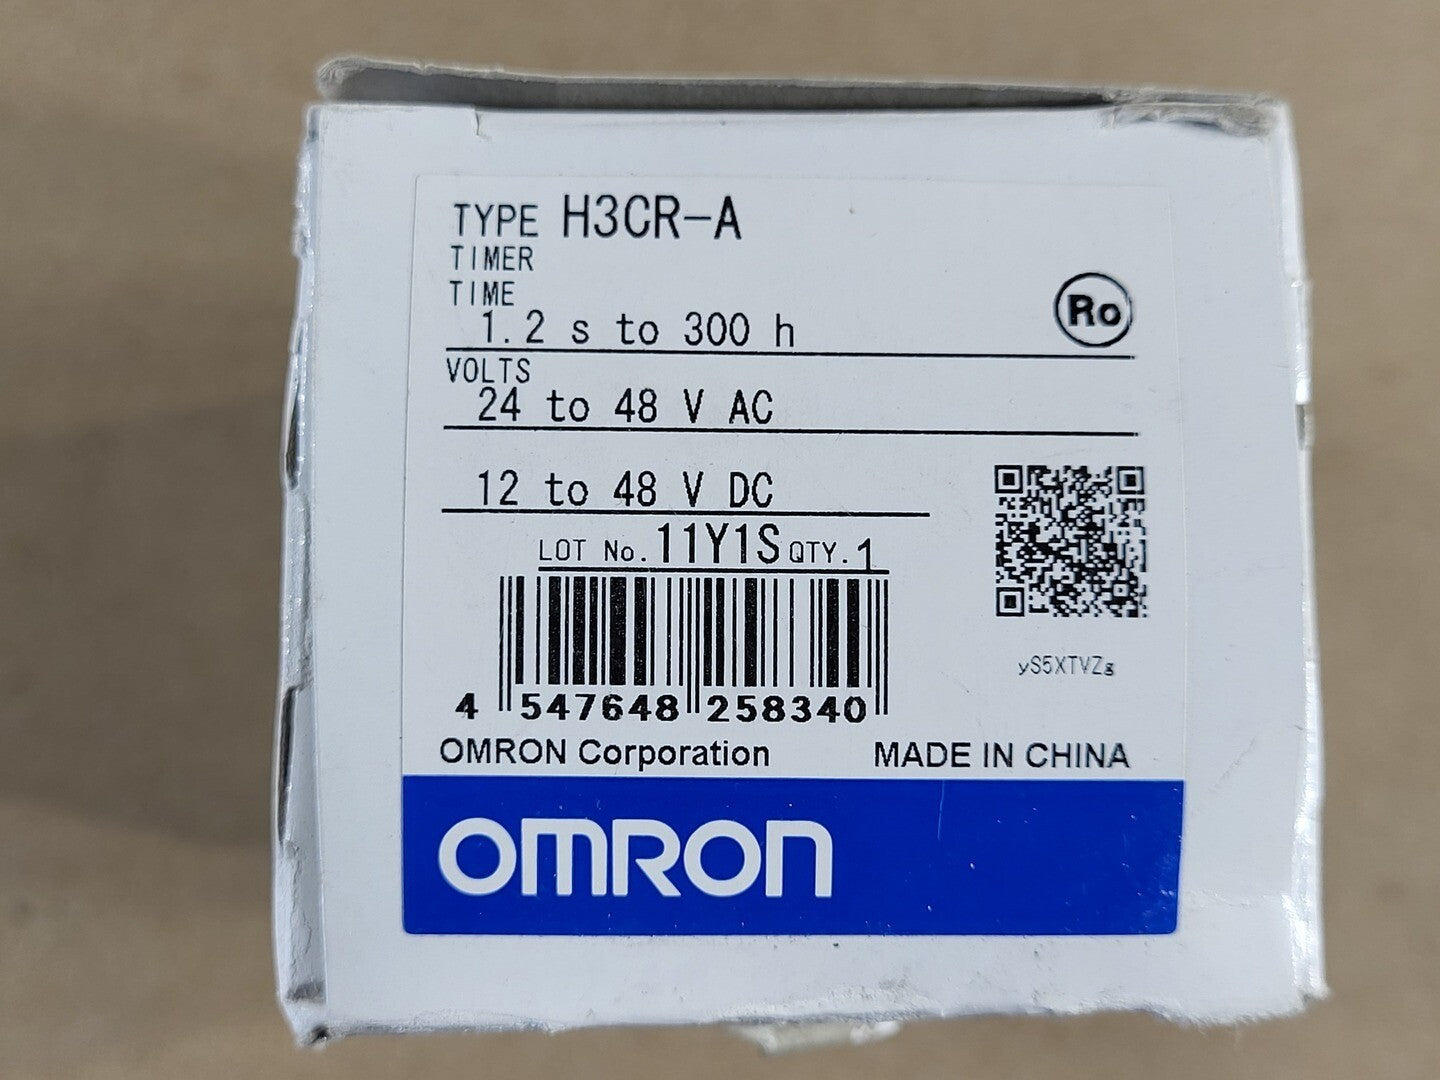 TYPE H3CR-A
TIMER
TIME
1.2 s to 300 h
Ro
VOLTS
24 to 48 V AC
12 to 48 V DC
LOT No. 11Y1S QTY. 1
yS5XTVZs
4 547648 258340
OMRON Corporation MADE IN CHINA
OMRON